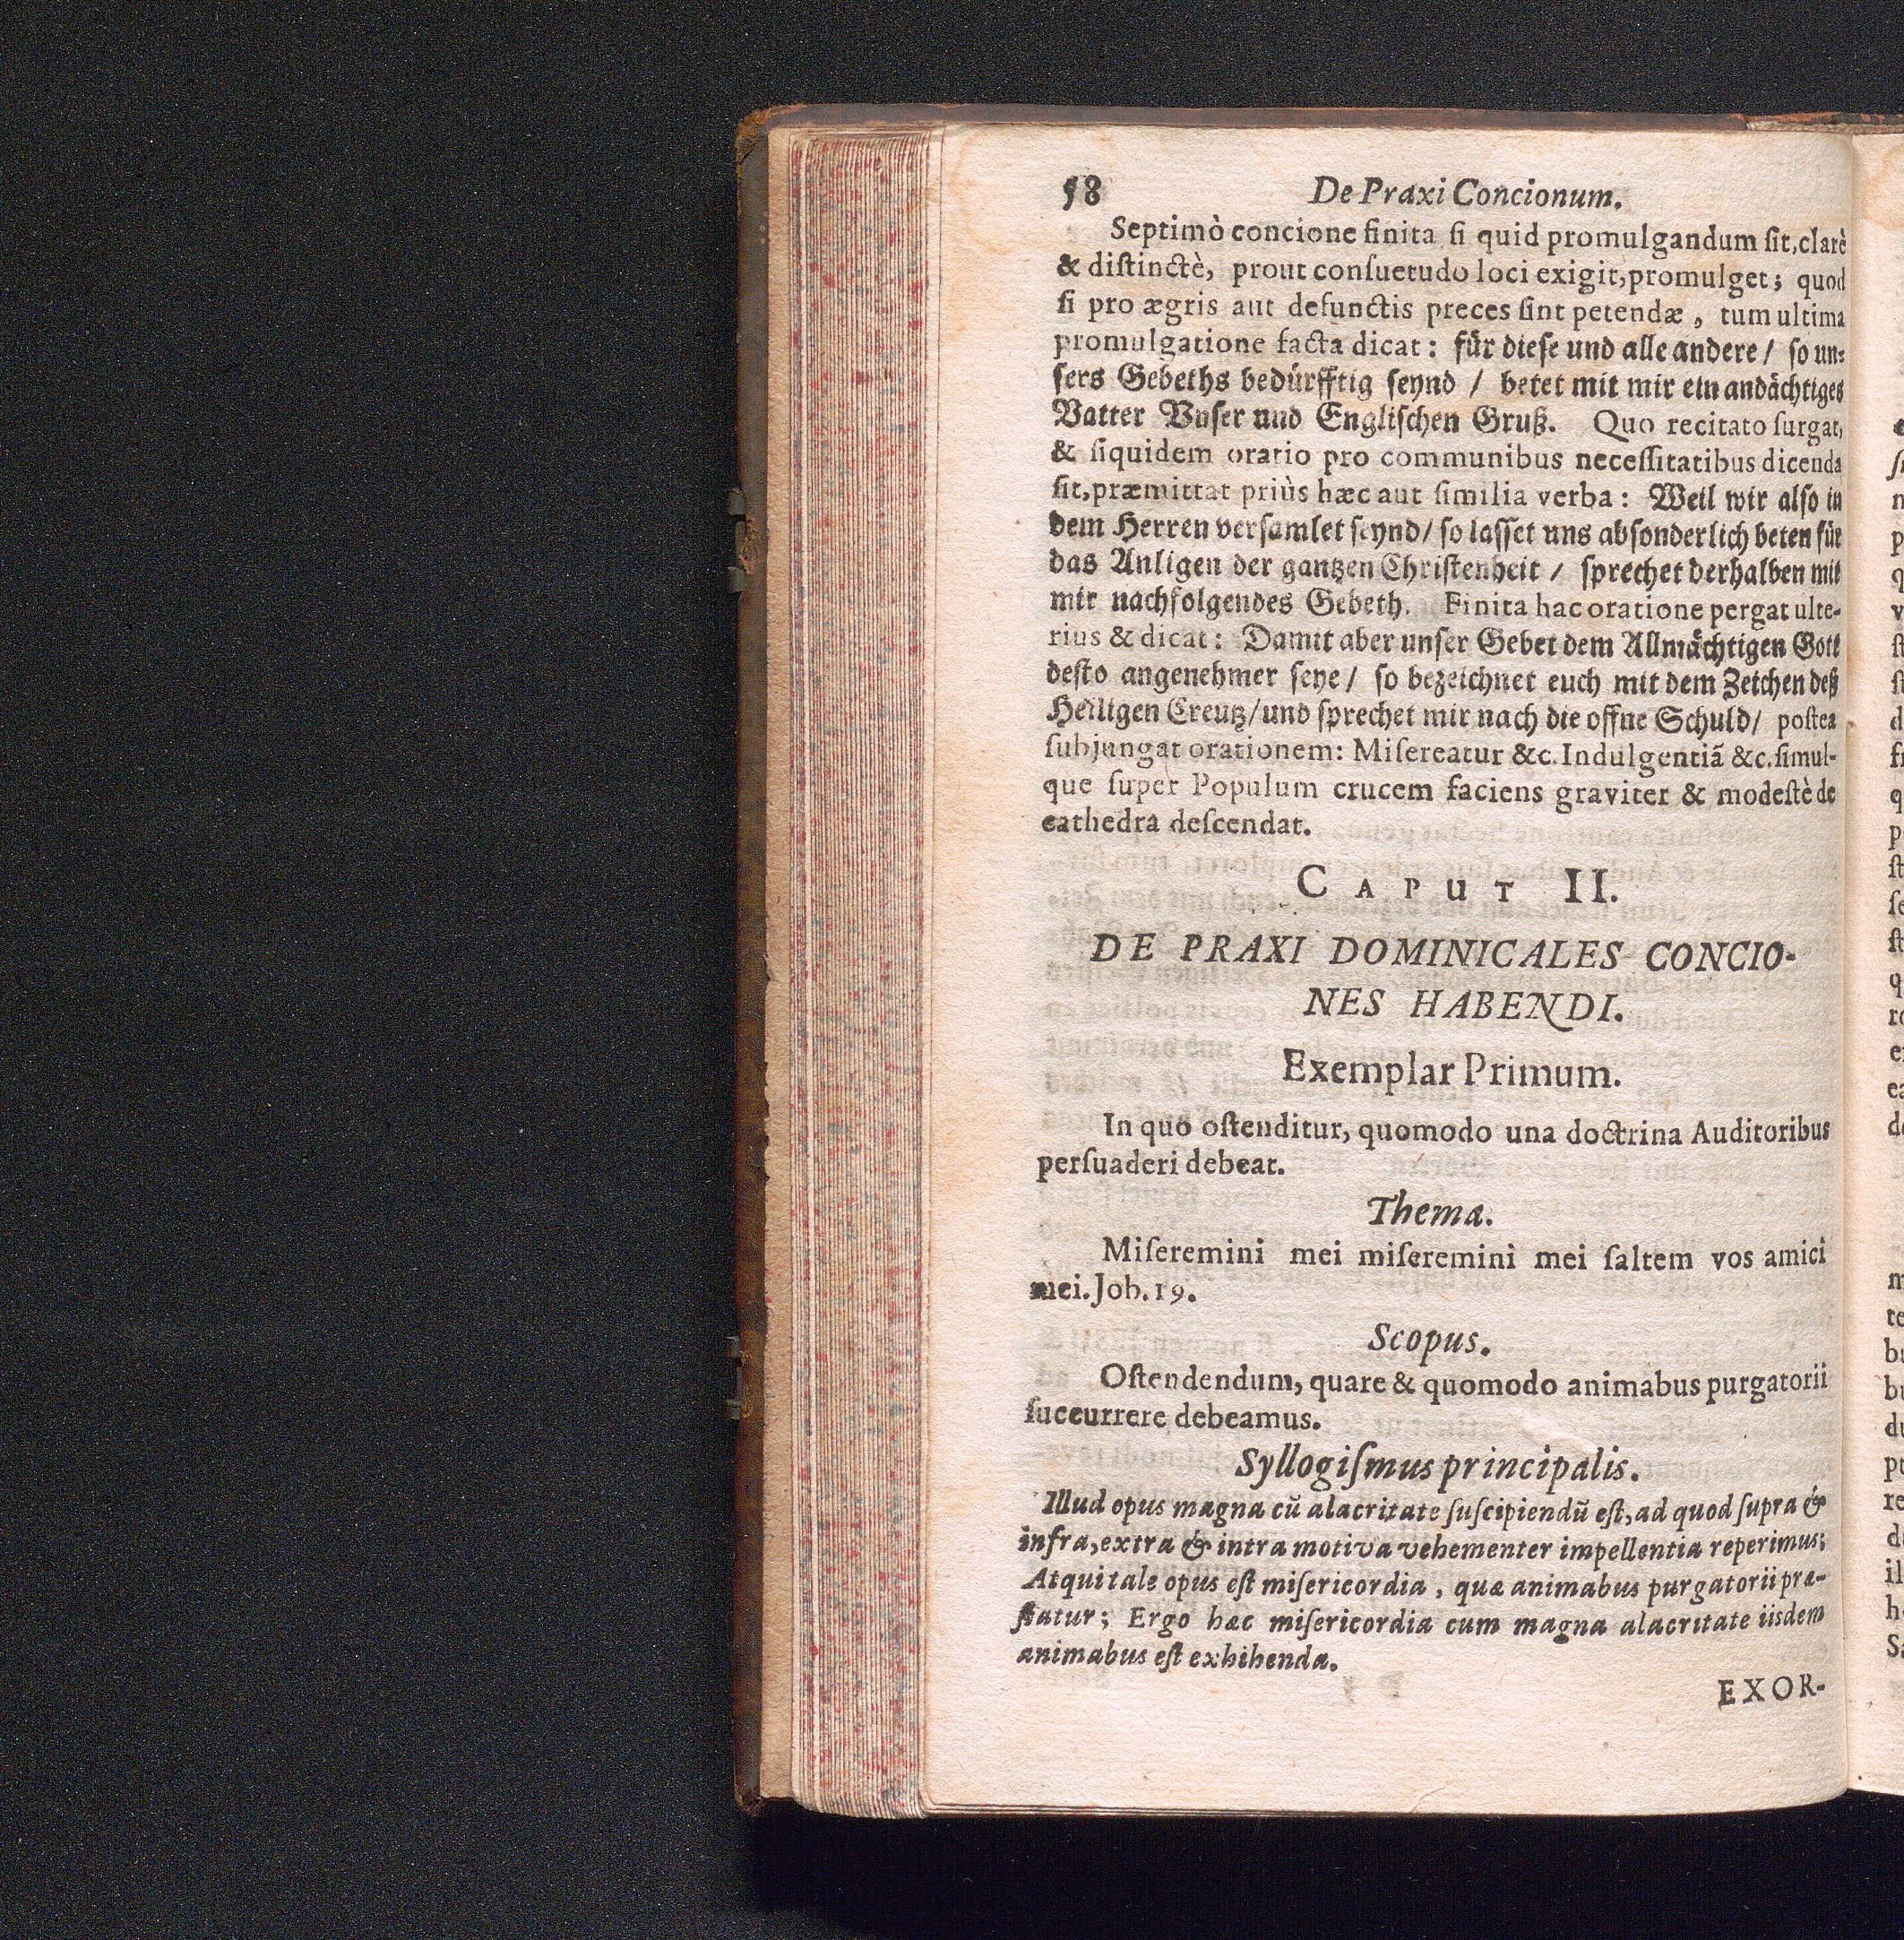 58 De Praxi Concionum.
Septimò concione finita ſi quid promulgandum ſit, clarè
& diſtinctè, prout conſuetudo loci exigit, promulget; quod
ſi pro ægris aut defunctis preces ſint petendæ, tum ultima
promulgatione facta dicat: für dieſe und alle andere / ſo un⸗
ſers Gebeths bedürfftig ſeynd / betet mit mir ein andächtiges
Vatter Vnſer und Engliſchen Gruß. Quo recitato ſurgat,
& ſiquidem oratio pro communibus neceſſitatibus dicenda
ſit, præmittat priùs hæc aut ſimilia verba: Weil wir alſo in
dem Herren verſamlet ſeynd / ſo laſſet uns abſonderlich beten für
das Anligen der gantzen Chriſtenheit / ſprechet derhalben mit
mir nachfolgendes Gebeth. Finita hac oratione pergat ulte-
rius & dicat: Damit aber unſer Gebet dem Allmächtigen Gott
deſto angenehmer ſeye / ſo bezeichnet euch mit dem Zeichen deß
Heiligen Creutz / und ſprechet mir nach die offne Schuld / poſtea
ſubjungat orationem: Miſereatur &c. Indulgentiã &c. ſimul-
que ſuper Populum crucem faciens graviter & modeſtè de
cathedra deſcendat.
CAPUT II.
DE PRAXI DOMINICALES CONCIO-
NES HABENDI.
Exemplar Primum.
In quo oſtenditur, quomodo una doctrina Auditoribus
perſuaderi debeat.
Thema.
Miſeremini mei miſeremini mei ſaltem vos amici
mei. Job. 19.
Scopus.
Oſtendendum, quare & quomodo animabus purgatorii
ſuccurrere debeamus.
Syllogiſmus principalis.
Illud opus magna cũ alacritate ſuſcipiendũ eſt, ad quod ſupra &
infra, extra & intra motiva vehementer impellentia reperimus;
Atqui tale opus eſt miſericordia, quæ animabus purgatorii præ-
ſtatur; Ergo hæc miſericordia cum magna alacritate iisdem
animabus eſt exhihenda.
EXOR-